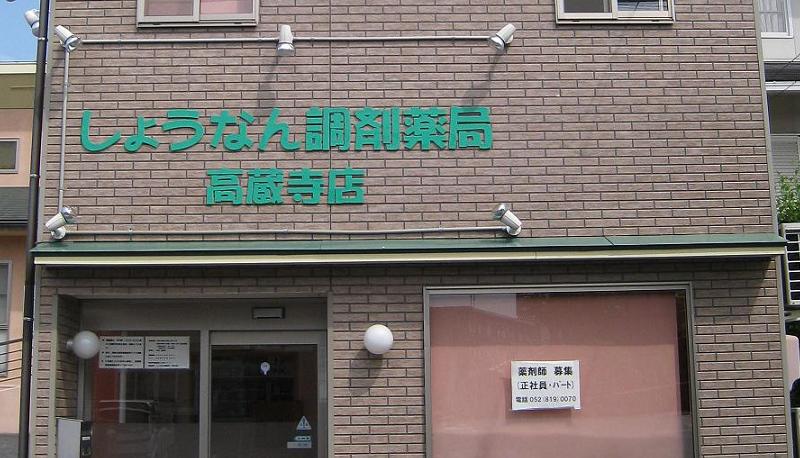 しょうなん調剤薬局
高蔵寺店
薬剤師 募集
(正社員・パート)
電話 052(819)0070